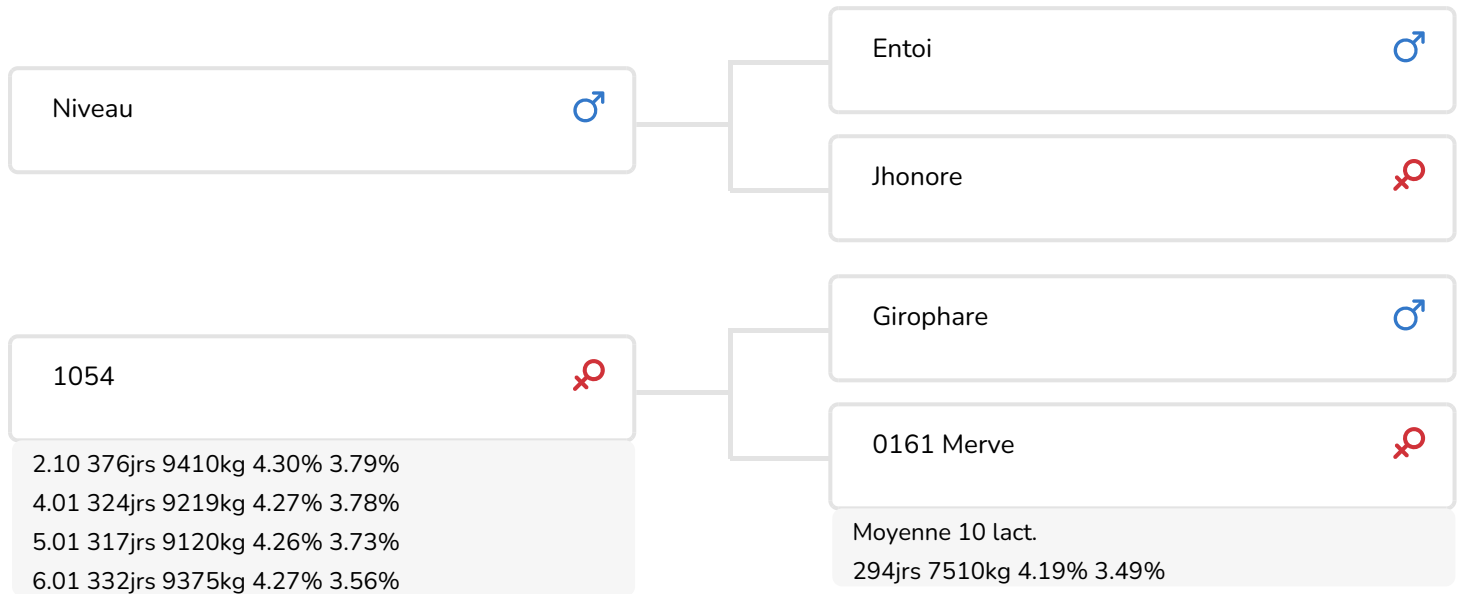 Niveau
Entoi
Jhonore
1054
2.10 376jrs 9410kg 4.30% 3.79%
4.01 324jrs 9219kg 4.27% 3.78%
5.01 317jrs 9120kg 4.26% 3.73%
6.01 332jrs 9375kg 4.27% 3.56%
Girophare
0161 Merve
Moyenne 10 lact.
294jrs 7510kg 4.19% 3.49%